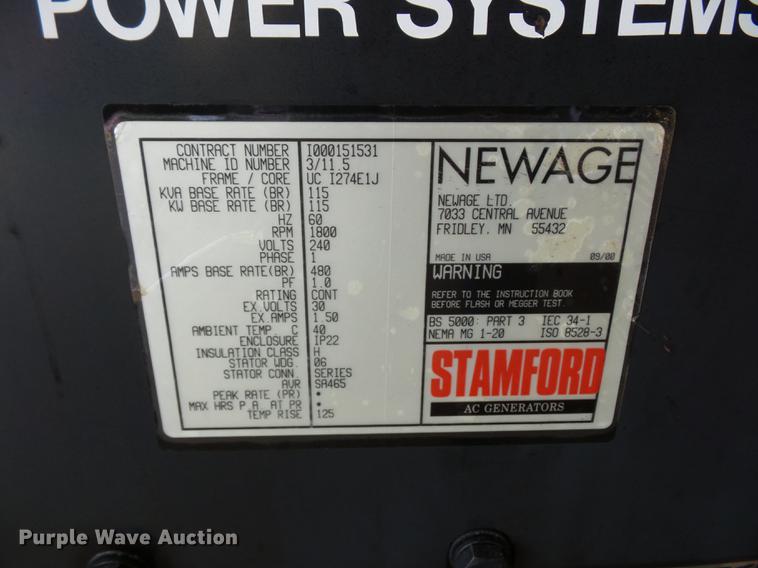 POWER SYSTEMS
CONTRACT NUMBER I000151531
MACHINE ID NUMBER 3/11.5
FRAME / CORE UC I274E1J
KVA BASE RATE (BR) 115
KW BASE RATE (BR) 115
HZ 60
RPM 1800
VOLTS 240
PHASE 1
AMPS BASE RATE(BR) 480
PF 1.0
RATING CONT
EX.VOLTS 30
EX.AMPS 1.50
AMBIENT TEMP. C 40
ENCLOSURE IP22
INSULATION CLASS H
STATOR WDG. 06
STATOR CONN. SERIES
AVR SA465
PEAK RATE (PR) *
MAX HRS P.A. AT PR *
TEMP RISE 125
NEWAGE
NEWAGE LTD.
7033 CENTRAL AVENUE
FRIDLEY. MN 55432
MADE IN USA 09/00
WARNING
REFER TO THE INSTRUCTION BOOK
BEFORE FLASH OR MEGGER TEST.
BS 5000: PART 3 IEC 34-1
NEMA MG 1-20 ISO 8528-3
STAMFORD
AC GENERATORS
Purple Wave Auction